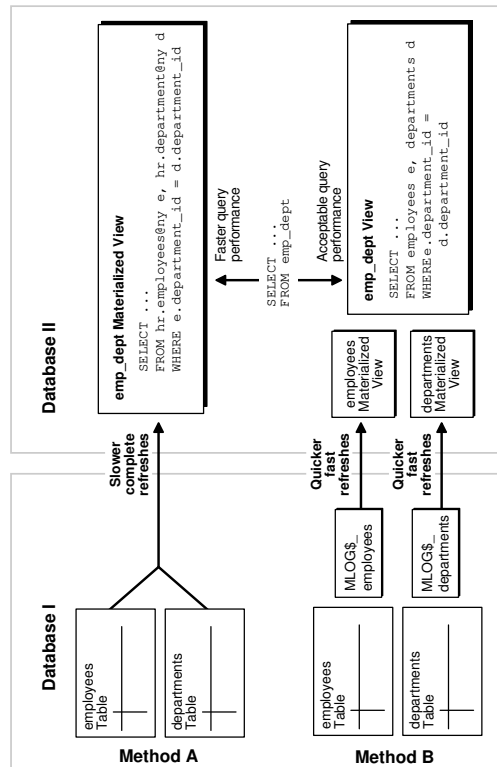 Database I
Database II
Method A
employees
Table
departments
Table
Slower
complete
refreshes
emp_dept Materialized View
SELECT ...
FROM hr.employees@ny e, hr.department@ny d
WHERE e.department_id = d.department_id
Faster query
performance
SELECT ...
FROM emp_dept
Acceptable query
performance
Method B
employees
Table
departments
Table
MLOG$_
employees
MLOG$_
departments
Quicker
fast
refreshes
Quicker
fast
refreshes
employees
Materialized
View
departments
Materialized
View
emp_dept View
SELECT ...
FROM employees e, departments d
WHEREe.department_id =
d.department_id